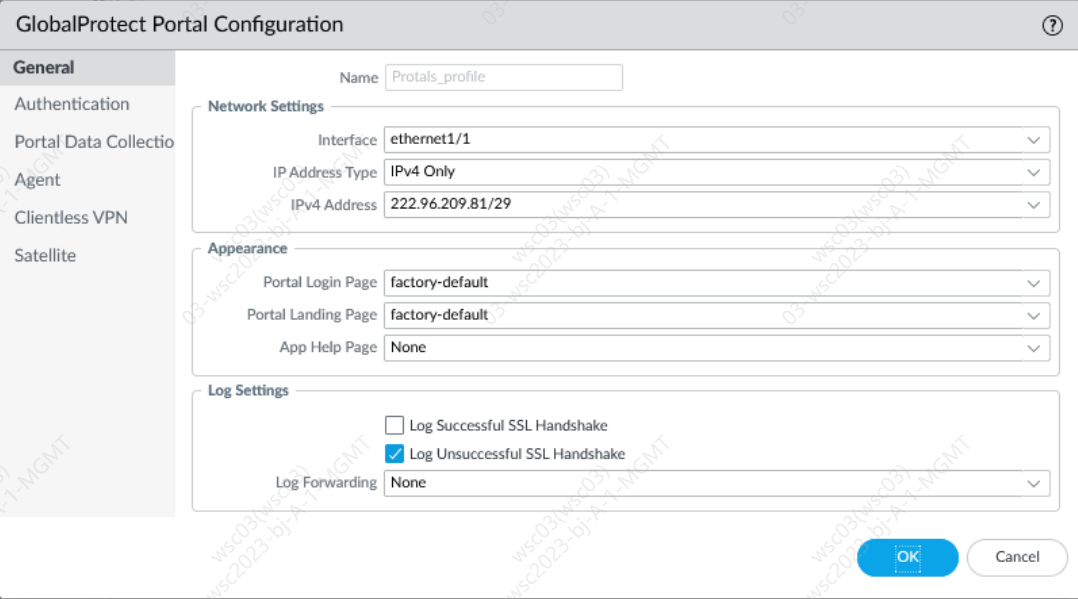 GlobalProtect Portal Configuration
General
Authentication
Portal Data Collectio
Agent
Clientless VPN
Satellite
Name Protals_profile
Network Settings
Interface ethernet1/1
IP Address Type IPv4 Only
IPv4 Address 222.96.209.81/29
Appearance
Portal Login Page factory-default
Portal Landing Page factory-default
App Help Page None
Log Settings
Log Successful SSL Handshake
Log Unsuccessful SSL Handshake
Log Forwarding None
OK Cancel
wsc03(wsc03)
03-wsc2023-bj-A-1-MGMT